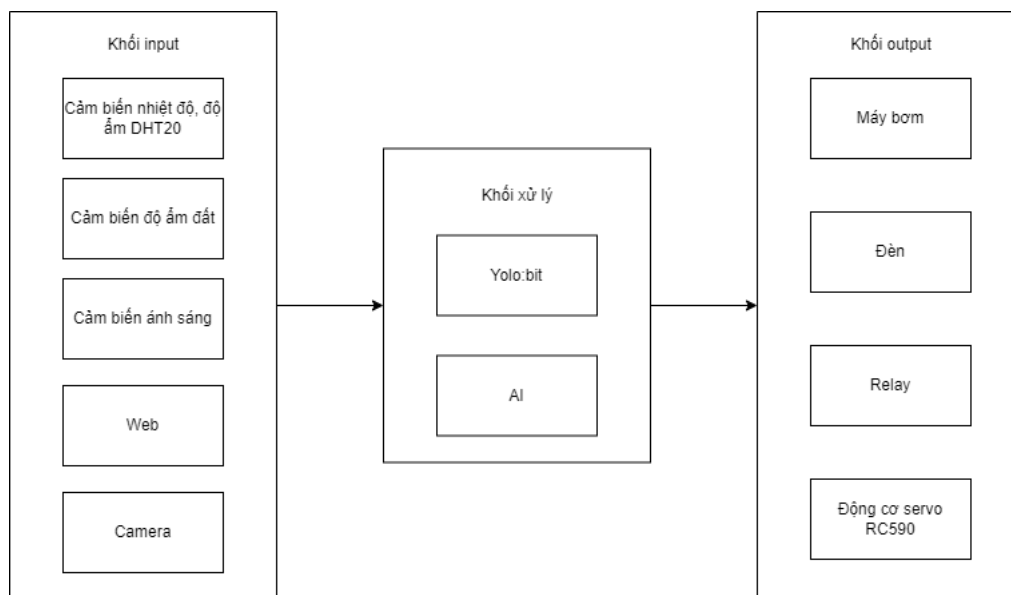 Khối input
Cảm biến nhiệt độ, độ
ẩm DHT20
Cảm biến độ ẩm đất
Cảm biến ánh sáng
Web
Camera
Khối xử lý
Yolo:bit
AI
Khối output
Máy bơm
Đèn
Relay
Động cơ servo
RC590